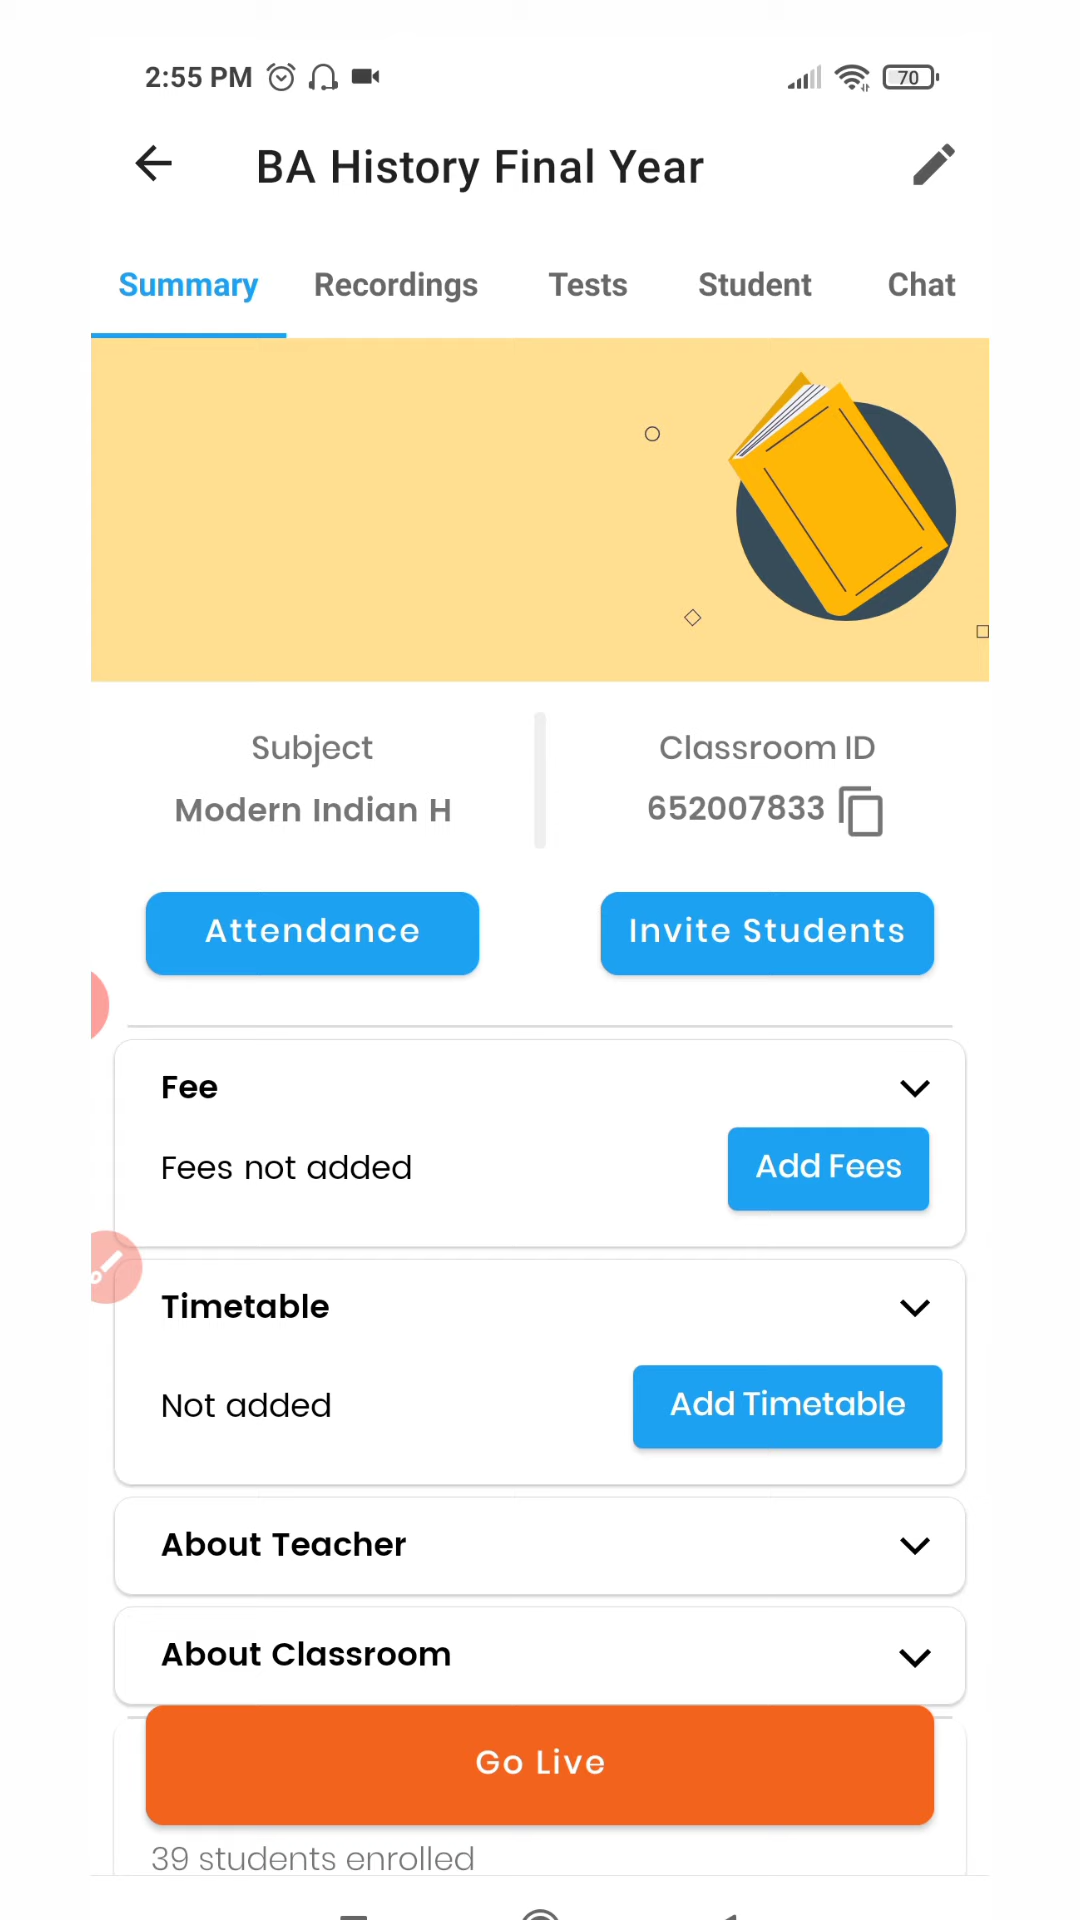 2:55 PM 70
BA History Final Year
Summary Recordings Tests Student Chat
Subject Classroom ID
Modern Indian H 652007833
Attendance Invite Students
Fee
Fees not added Add Fees
Timetable
Not added Add Timetable
About Teacher
About Classroom
Go Live
39 students enrolled